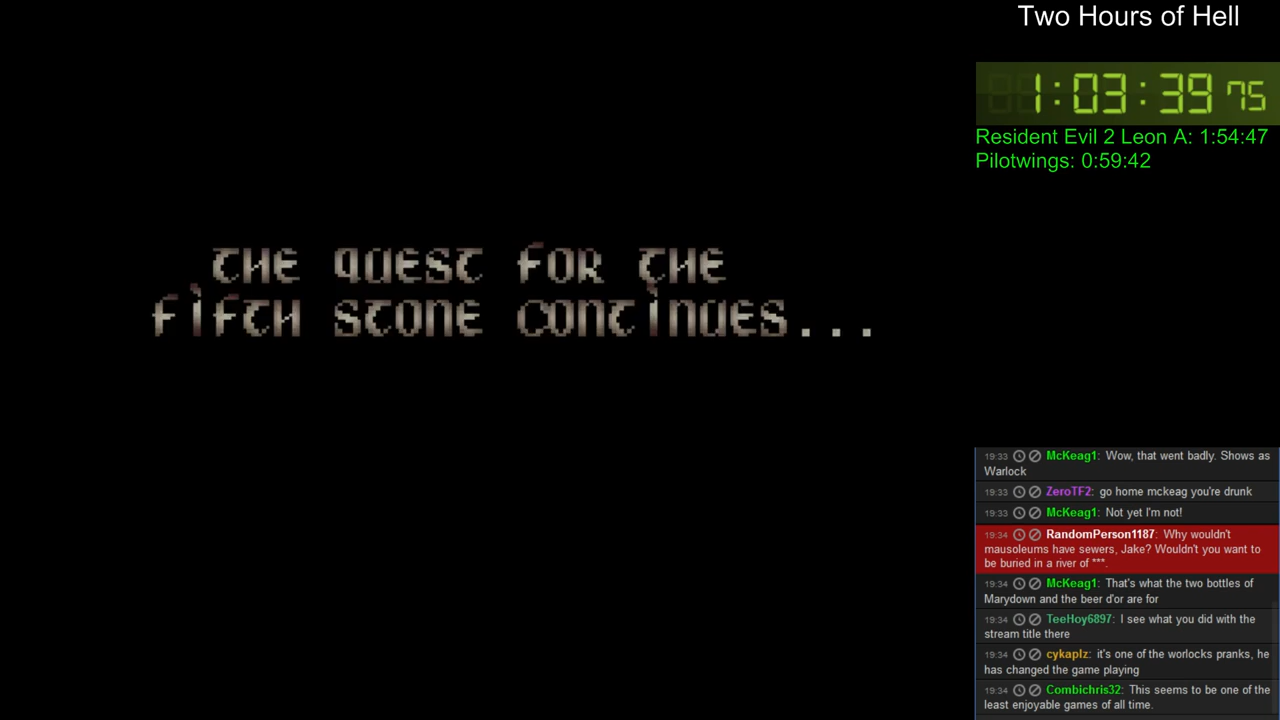 Two Hours of Hell
1:03:39 75
Resident Evil 2 Leon A: 1:54:47
Pilotwings: 0:59:42
THE QUEST FOR THE
FIFTH STONE CONTINUES...
19:33 McKeag1: Wow, that went badly. Shows as
Warlock
19:33 ZeroTF2: go home mckeag you're drunk
19:33 McKeag1: Not yet I'm not!
19:34 RandomPerson1187: Why wouldn't
mausoleums have sewers, Jake? Wouldn't you want to
be buried in a river of ***.
19:34 McKeag1: That's what the two bottles of
Marydown and the beer d'or are for
19:34 TeeHoy6897: I see what you did with the
stream title there
19:34 cykaplz: it's one of the worlocks pranks, he
has changed the game playing
19:34 Combichris32: This seems to be one of the
least enjoyable games of all time.